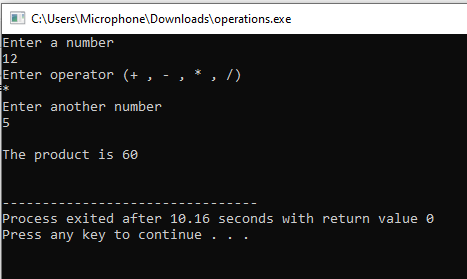 C:\Users\Microphone\Downloads\operations.exe
Enter a number
12
Enter operator (+ , - , * , /)
*
Enter another number
5
The product is 60
--------------------------------
Process exited after 10.16 seconds with return value 0
Press any key to continue . . .